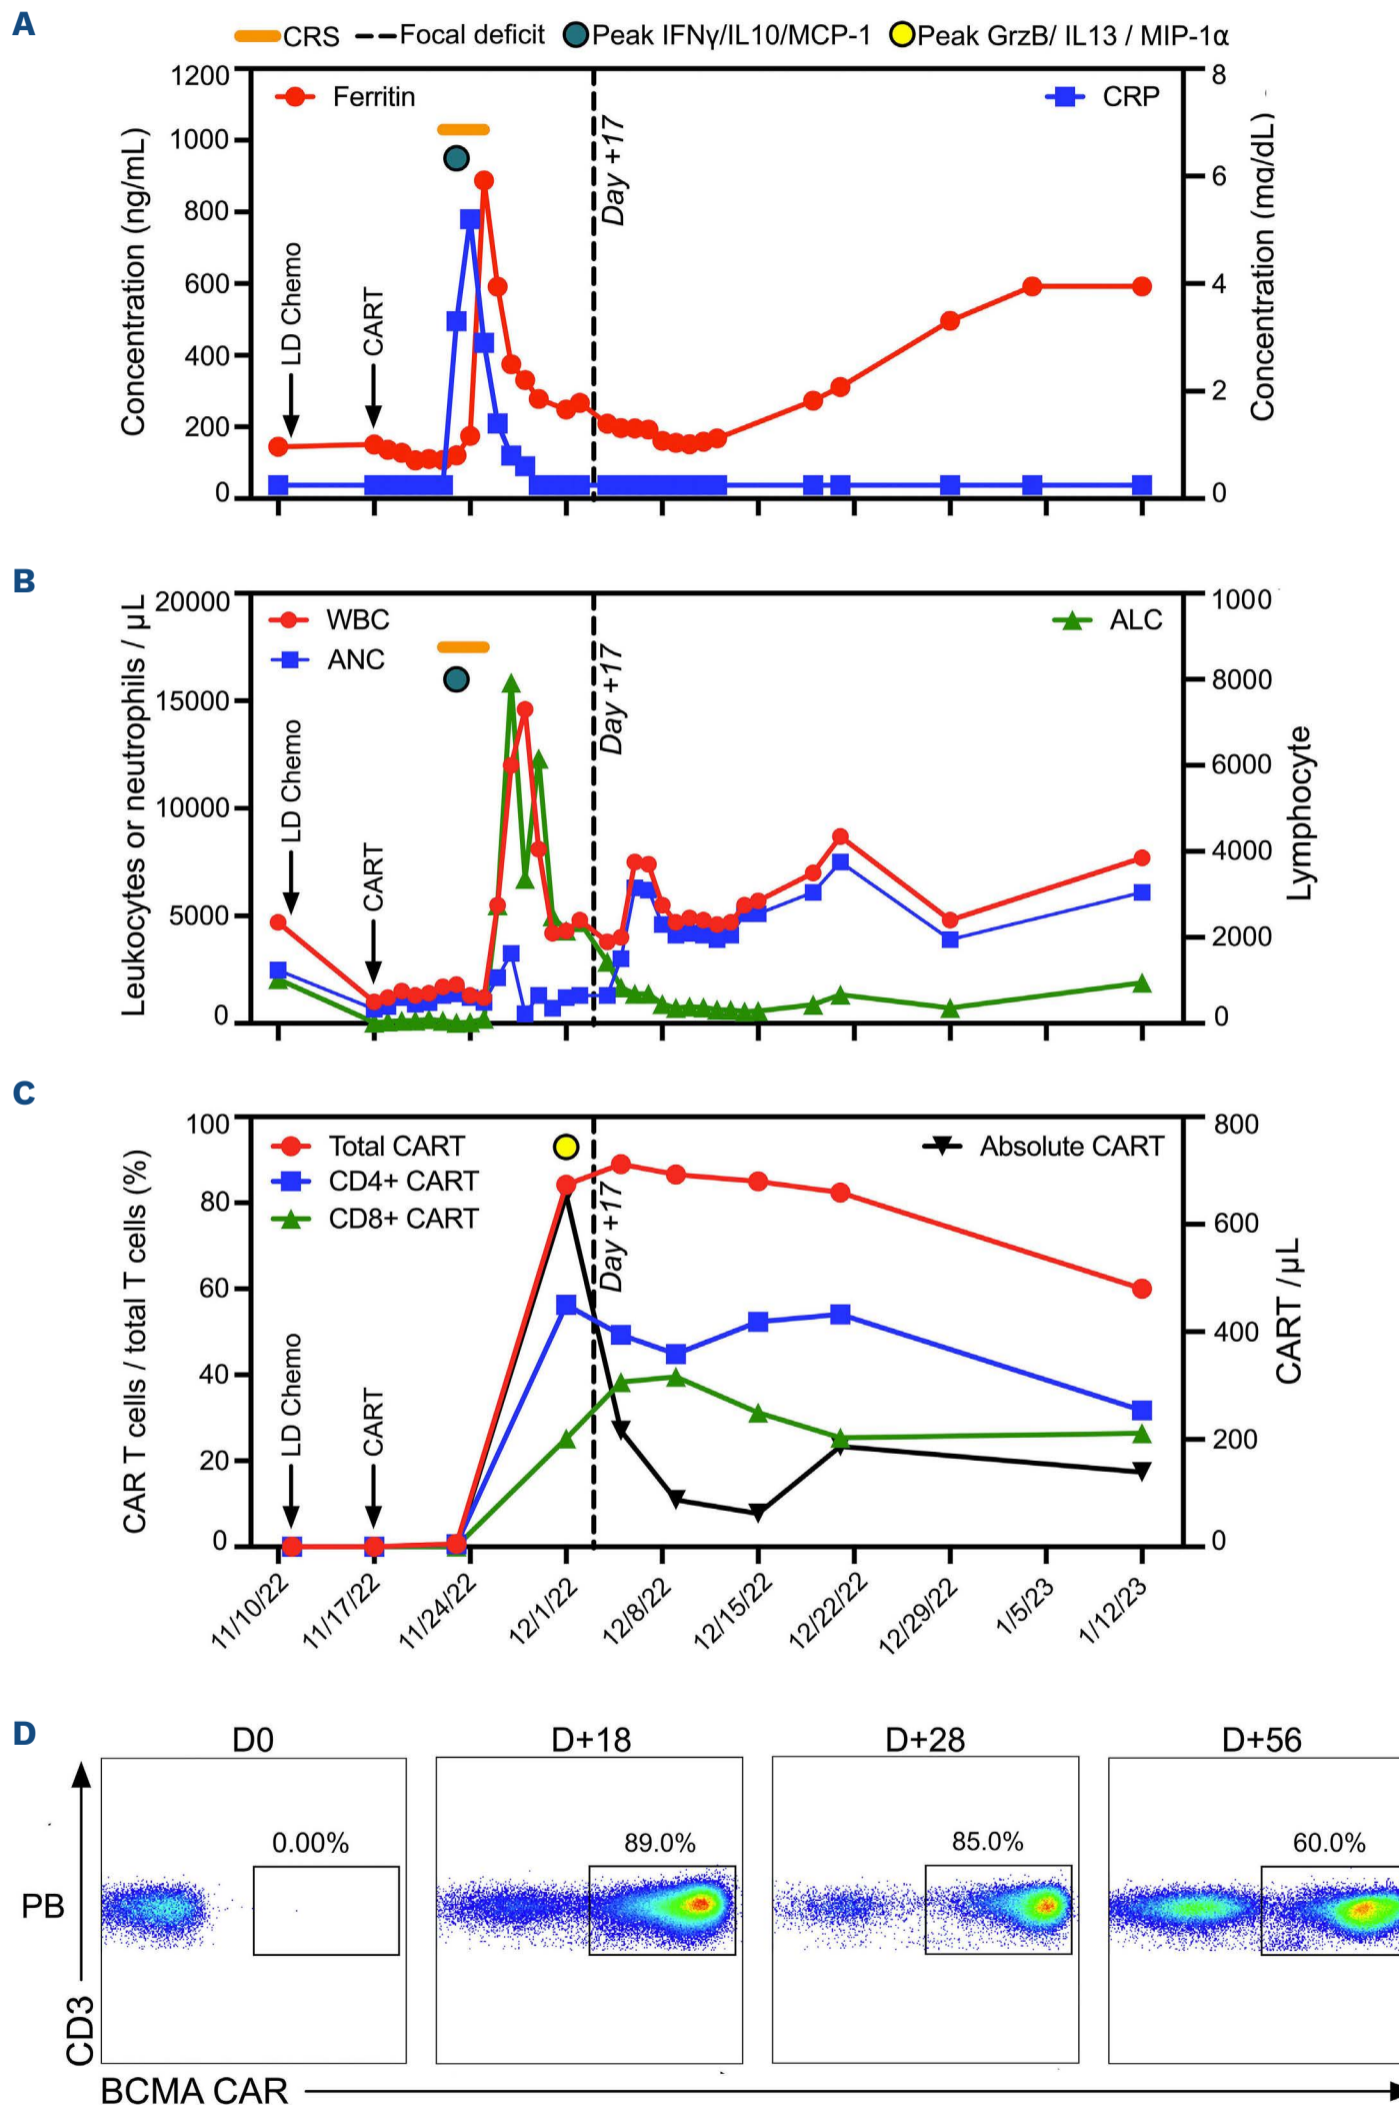 A
CRS Focal deficit Peak IFNγ/IL10/MCP-1 Peak GrzB/ IL13 / MIP-1α
1200
1000
800
600
400
200
0
Concentration (ng/mL)
Ferritin
CRP
LD Chemo
CART
Day +17
8
6
4
2
0
Concentration (mg/dL)
B
20000
15000
10000
5000
0
Leukocytes or neutrophils / µL
WBC
ANC
ALC
LD Chemo
CART
Day +17
1000
8000
6000
4000
2000
0
Lymphocyte
C
100
80
60
40
20
0
CAR T cells / total T cells (%)
Total CART
CD4+ CART
CD8+ CART
Absolute CART
LD Chemo
CART
Day +17
800
600
400
200
0
CART /µL
11/10/22 11/17/22 11/24/22 12/1/22 12/8/22 12/15/22 12/22/22 12/29/22 1/5/23 1/12/23
D
D0 D+18 D+28 D+56
0.00% 89.0% 85.0% 60.0%
PB
CD3
BCMA CAR